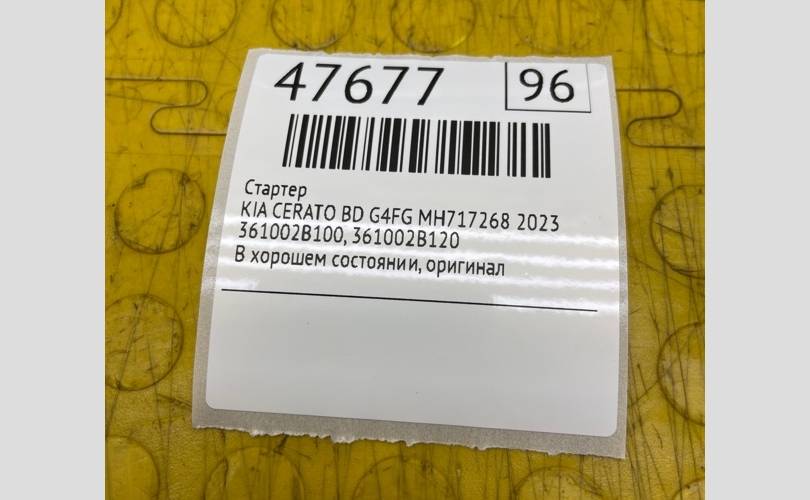 47677 96
Стартер
KIA CERATO BD G4FG MH717268 2023
361002B100, 361002B120
В хорошем состоянии, оригинал